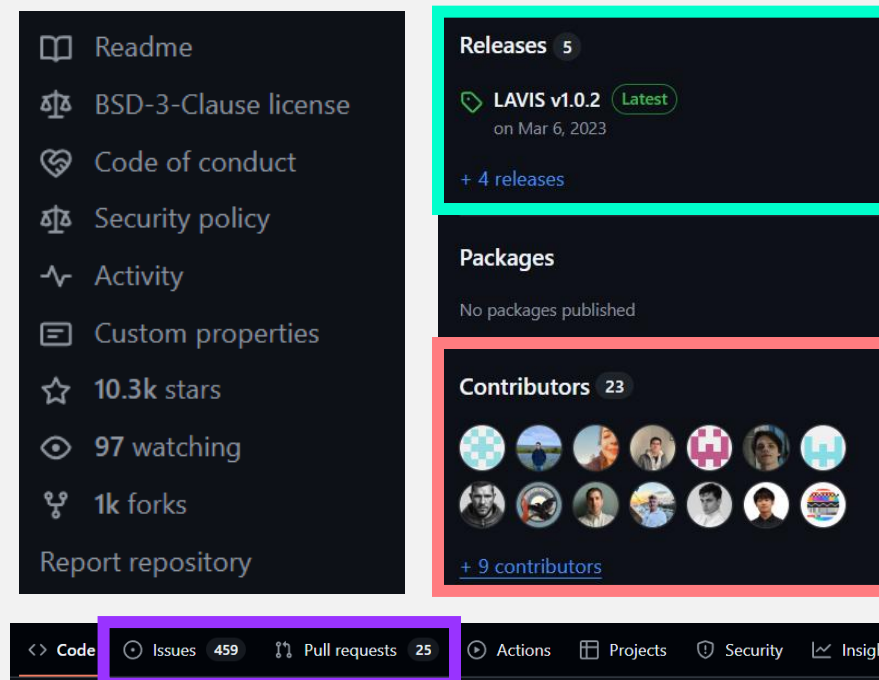 Readme
BSD-3-Clause license
Code of conduct
Security policy
Activity
Custom properties
10.3k stars
97 watching
1k forks
Report repository
Releases 5
LAVIS v1.0.2 Latest
on Mar 6, 2023
+ 4 releases
Packages
No packages published
Contributors 23
+ 9 contributors
Code Issues 459 Pull requests 25 Actions Projects Security